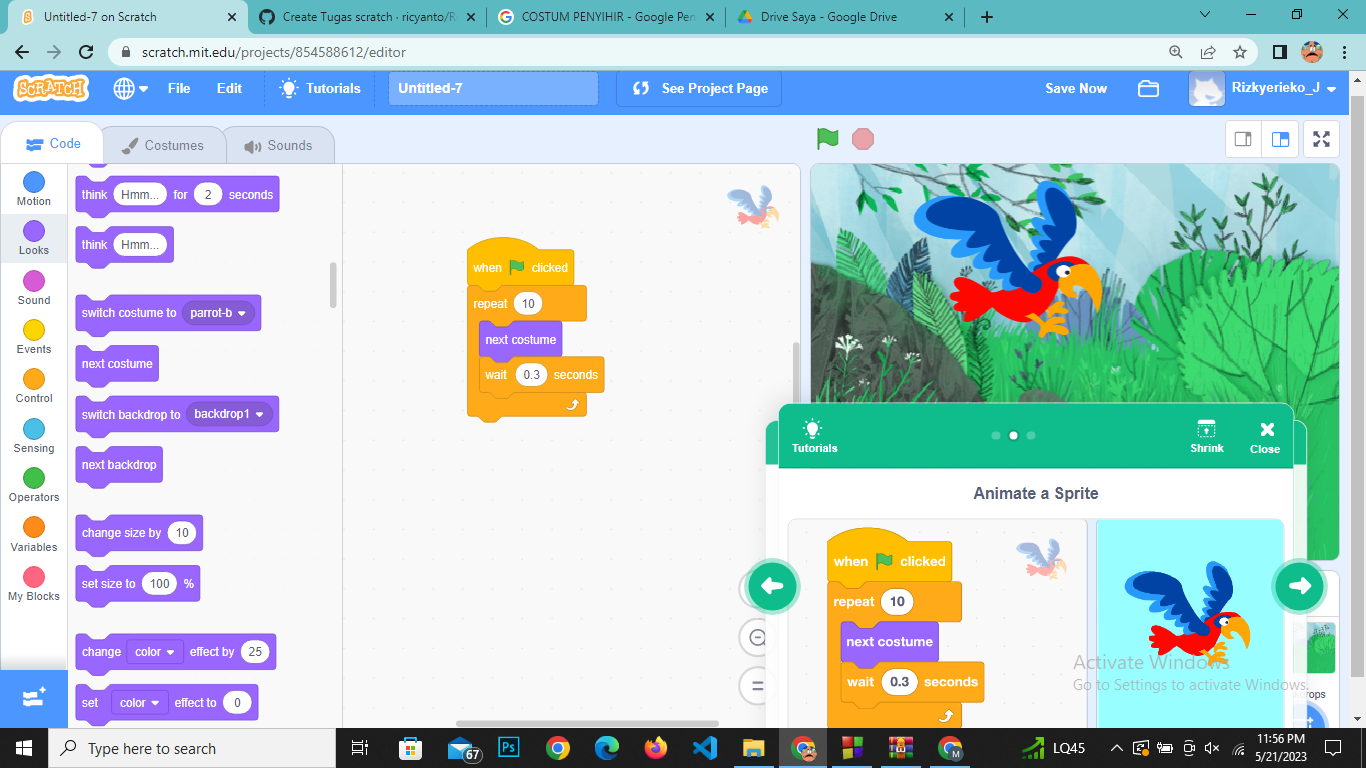 Untitled-7 on Scratch
Create Tugas scratch · ricyanto/R
COSTUM PENYIHIR - Google Pen
Drive Saya - Google Drive
scratch.mit.edu/projects/854588612/editor
SCRATCH
File
Edit
Tutorials
Untitled-7
See Project Page
Save Now
Rizkyerieko_J
Code
Costumes
Sounds
Motion
Looks
Sound
Events
Control
Sensing
Operators
Variables
My Blocks
think Hmm... for 2 seconds
think Hmm...
switch costume to parrot-b
next costume
switch backdrop to backdrop1
next backdrop
change size by 10
set size to 100 %
change color effect by 25
set color effect to 0
when clicked
repeat 10
next costume
wait 0.3 seconds
Tutorials
Shrink
Close
Animate a Sprite
when clicked
repeat 10
next costume
wait 0.3 seconds
Activate Windows
Go to Settings to activate Windows.
Type here to search
67
Ps
M
LQ45
11:56 PM
5/21/2023